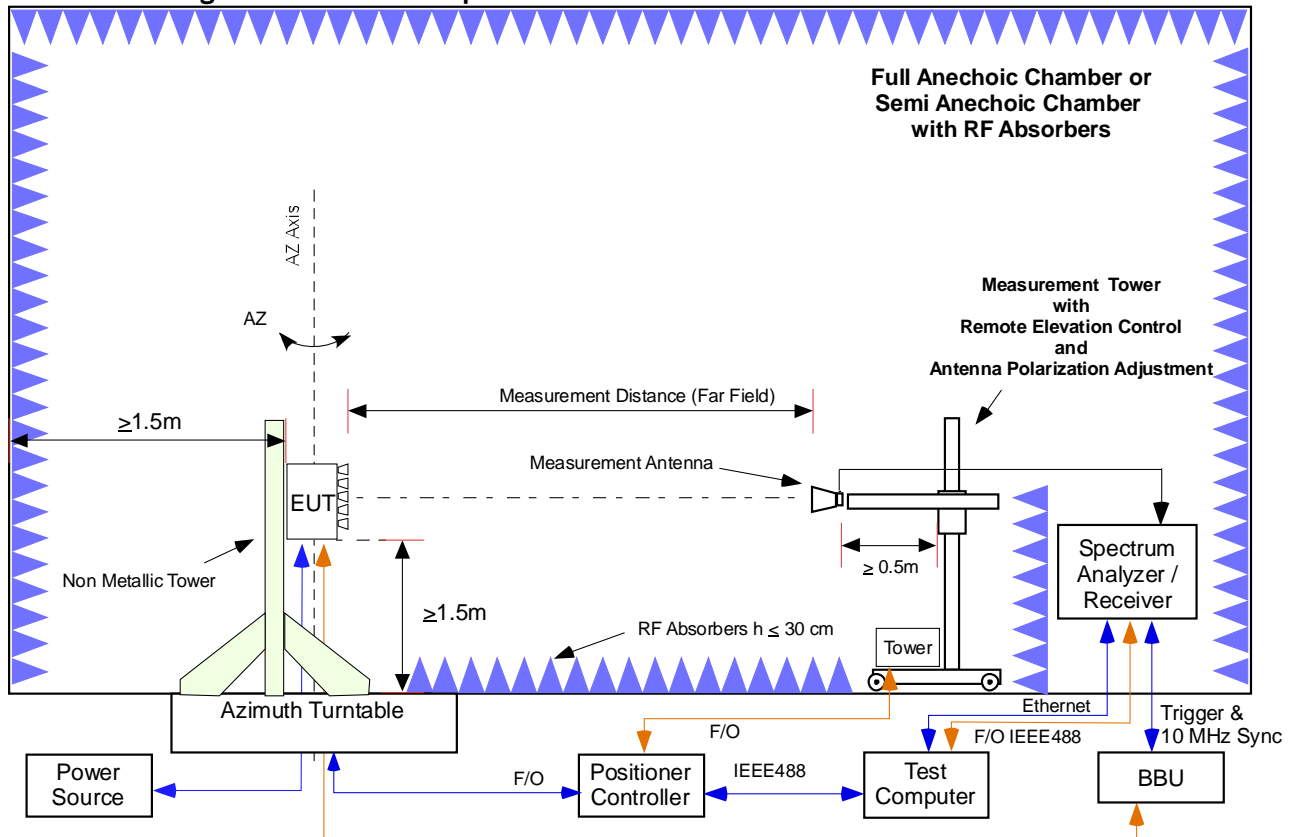 Full Anechoic Chamber or
Semi Anechoic Chamber
with RF Absorbers
AZ Axis
AZ
Measurement Tower
with
Remote Elevation Control
and
Antenna Polarization Adjustment
Measurement Distance (Far Field)
≥1.5m
Measurement Antenna
EUT
≥ 0.5m
Spectrum
Analyzer /
Receiver
Non Metallic Tower
≥1.5m
RF Absorbers h ≤ 30 cm
Tower
Azimuth Turntable
Ethernet
F/O
F/O IEEE488
Trigger &
10 MHz Sync
Power
Source
F/O
Positioner
Controller
IEEE488
Test
Computer
BBU